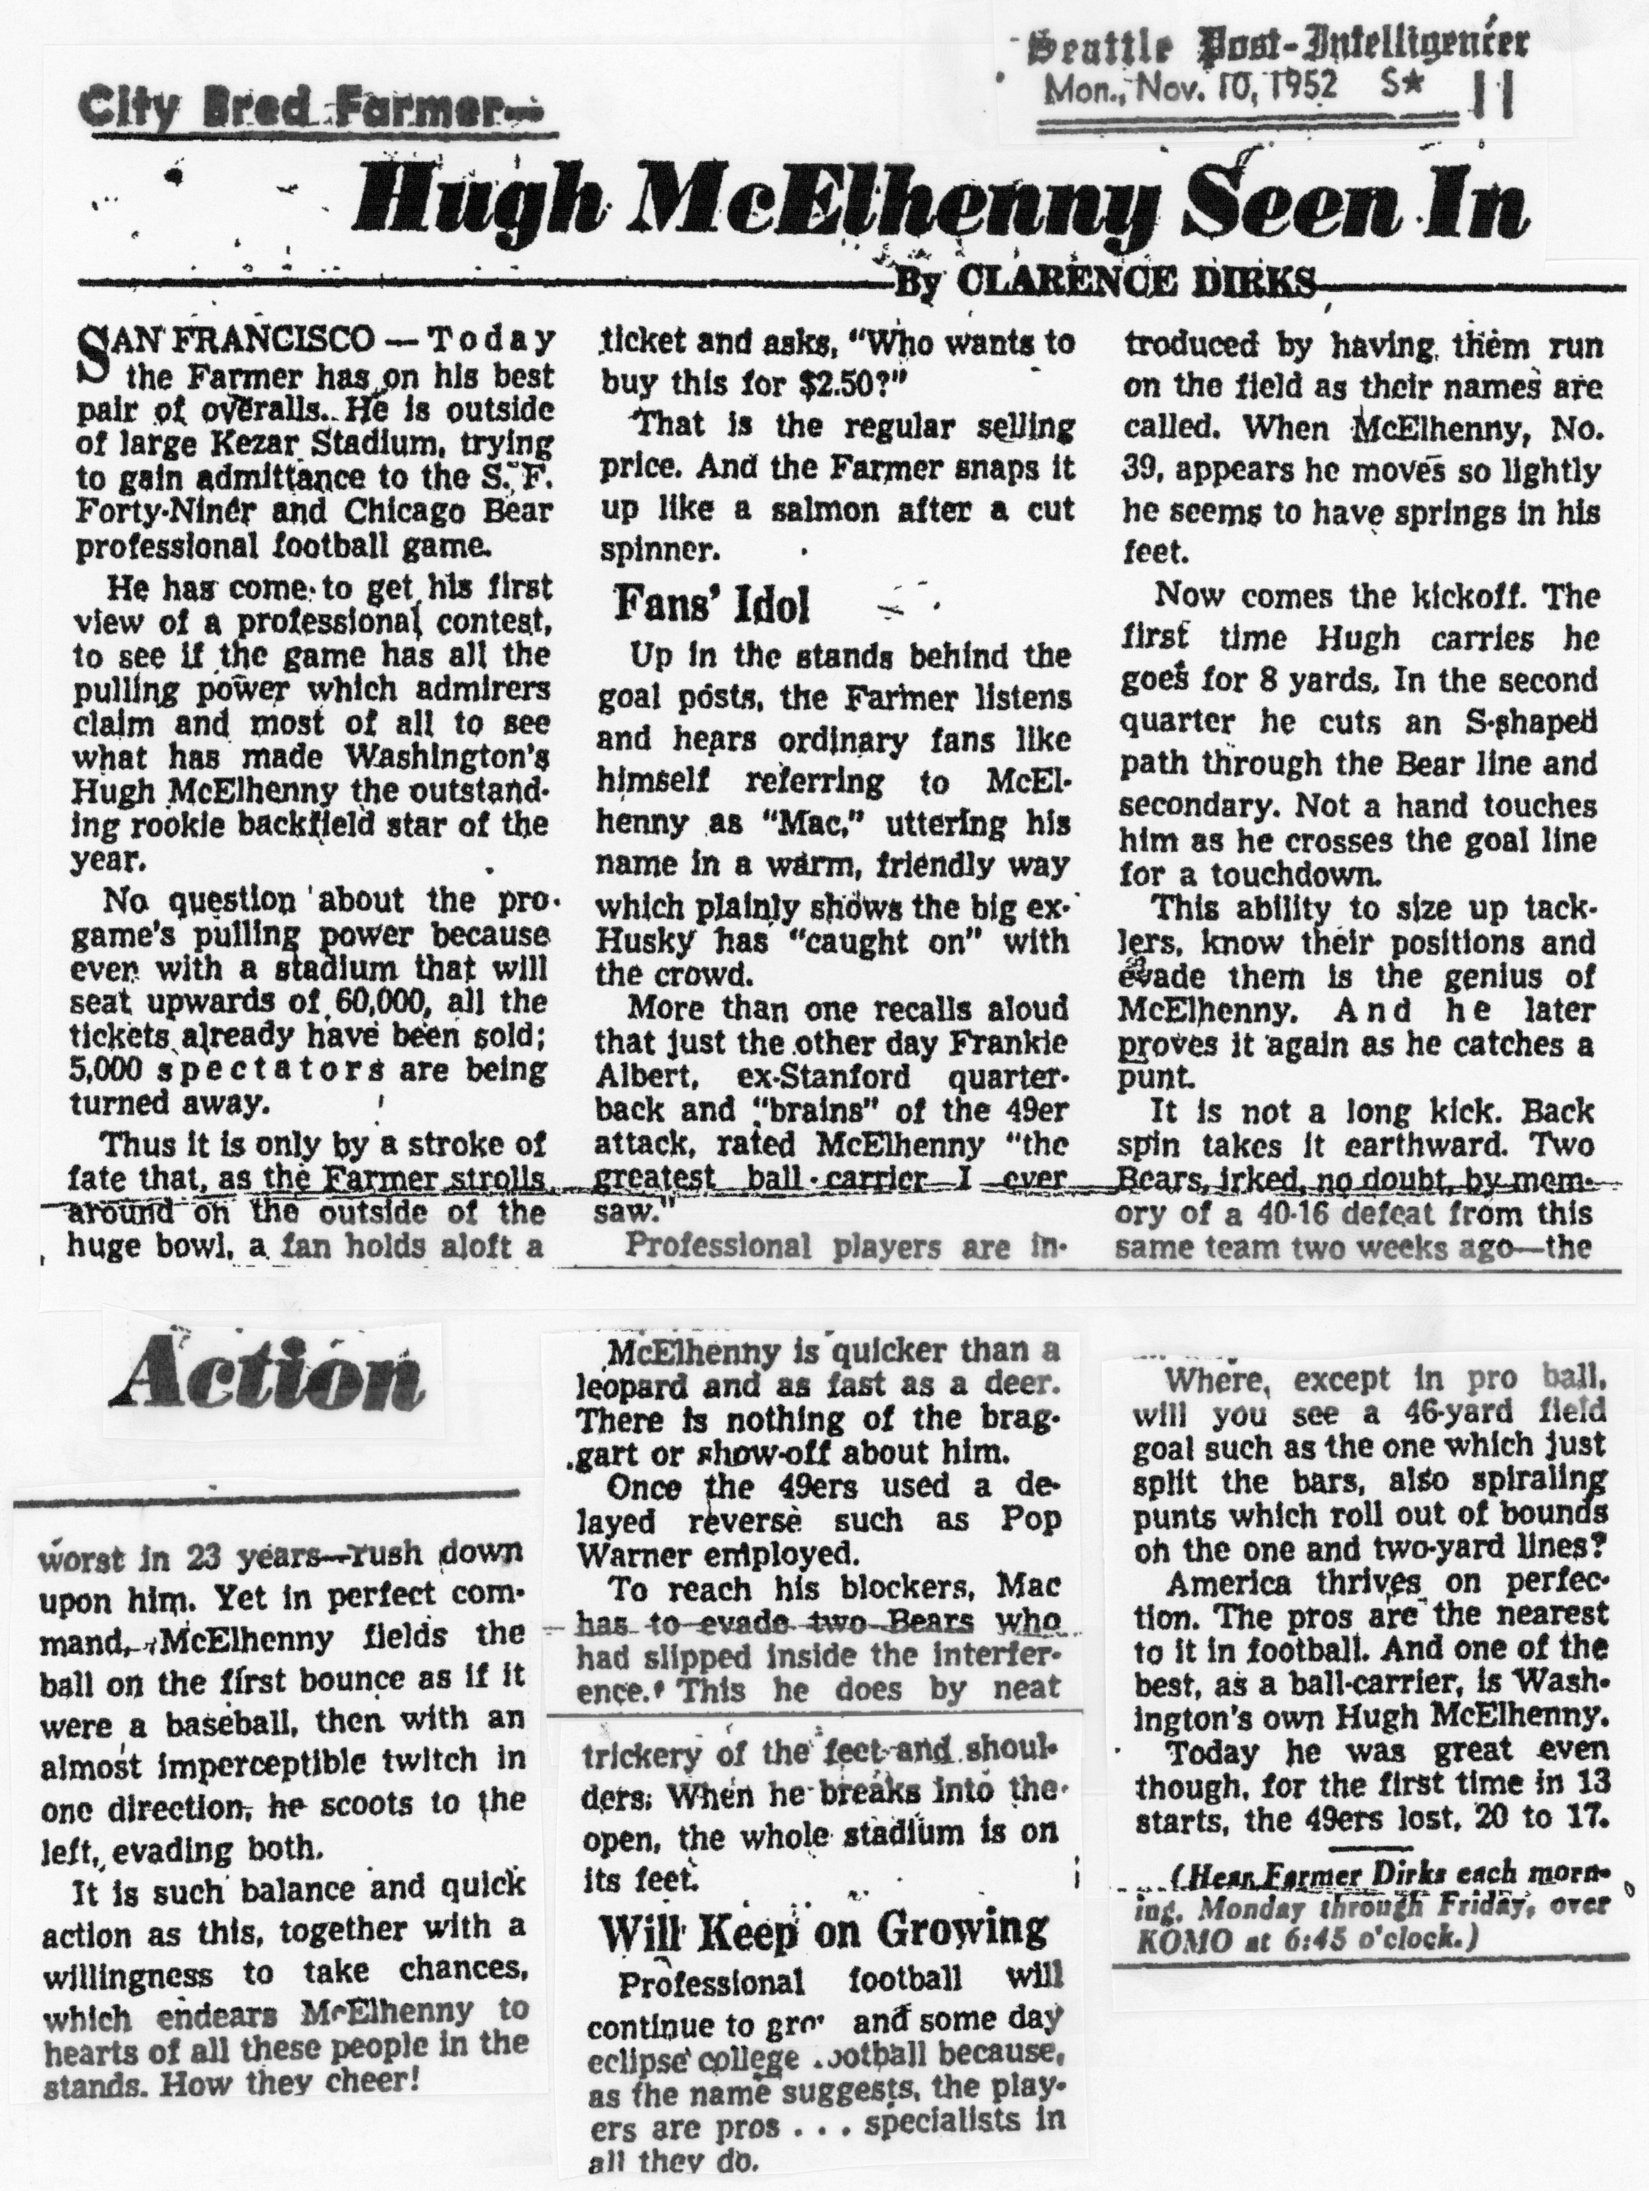 Seattle Post-Intelligencer
Mon., Nov. 10, 1952 S★ 11
City Bred Farmer—
Hugh McElhenny Seen In
By CLARENCE DIRKS
SAN FRANCISCO — Today
the Farmer has on his best
pair of overalls. He is outside
of large Kezar Stadium, trying
to gain admittance to the S. F.
Forty-Niner and Chicago Bear
professional football game.
He has come to get his first
view of a professional contest,
to see if the game has all the
pulling power which admirers
claim and most of all to see
what has made Washington's
Hugh McElhenny the outstand-
ing rookie backfield star of the
year.
No question about the pro-
game's pulling power because
even with a stadium that will
seat upwards of 60,000, all the
tickets already have been sold;
5,000 spectators are being
turned away.
Thus it is only by a stroke of
fate that, as the Farmer strolls
around on the outside of the
huge bowl, a fan holds aloft a
ticket and asks, "Who wants to
buy this for $2.50?"
That is the regular selling
price. And the Farmer snaps it
up like a salmon after a cut
spinner.
Fans' Idol
Up in the stands behind the
goal posts, the Farmer listens
and hears ordinary fans like
himself referring to McEl-
henny as "Mac," uttering his
name in a warm, friendly way
which plainly shows the big ex-
Husky has "caught on" with
the crowd.
More than one recalls aloud
that just the other day Frankie
Albert, ex-Stanford quarter-
back and "brains" of the 49er
attack, rated McElhenny "the
greatest ball-carrier I ever
saw."
Professional players are in-
troduced by having them run
on the field as their names are
called. When McElhenny, No.
39, appears he moves so lightly
he seems to have springs in his
feet.
Now comes the kickoff. The
first time Hugh carries he
goes for 8 yards. In the second
quarter he cuts an S-shaped
path through the Bear line and
secondary. Not a hand touches
him as he crosses the goal line
for a touchdown.
This ability to size up tack-
lers, know their positions and
evade them is the genius of
McElhenny. And he later
proves it again as he catches a
punt.
It is not a long kick. Back
spin takes it earthward. Two
Bears, irked, no doubt, by mem-
ory of a 40-16 defeat from this
same team two weeks ago—the
Action
worst in 23 years—rush down
upon him. Yet in perfect com-
mand, McElhenny fields the
ball on the first bounce as if it
were a baseball, then with an
almost imperceptible twitch in
one direction, he scoots to the
left, evading both.
It is such balance and quick
action as this, together with a
willingness to take chances,
which endears McElhenny to
hearts of all these people in the
stands. How they cheer!
McElhenny is quicker than a
leopard and as fast as a deer.
There is nothing of the brag-
gart or show-off about him.
Once the 49ers used a de-
layed reverse such as Pop
Warner employed.
To reach his blockers, Mac
has to evade two Bears who
had slipped inside the interfer-
ence. This he does by neat
trickery of the feet and shoul-
ders. When he breaks into the
open, the whole stadium is on
its feet.
Will Keep on Growing
Professional football will
continue to gro and some day
eclipse college football because,
as the name suggests, the play-
ers are pros . . . specialists in
all they do.
Where, except in pro ball,
will you see a 46-yard field
goal such as the one which just
split the bars, also spiraling
punts which roll out of bounds
oh the one and two-yard lines?
America thrives on perfec-
tion. The pros are the nearest
to it in football. And one of the
best, as a ball-carrier, is Wash-
ington's own Hugh McElhenny.
Today he was great even
though, for the first time in 13
starts, the 49ers lost, 20 to 17.
(Hear Farmer Dirks each morn-
ing, Monday through Friday, over
KOMO at 6:45 o'clock.)